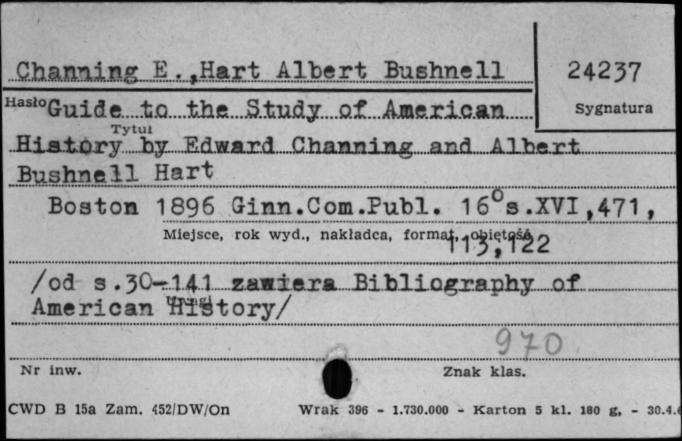 Channing E.,Hart Albert Bushnell
24237
Hasło Guide to the Study of American
Sygnatura
Tytuł
History by Edward Channing and Albert
Bushnell Hart
Boston 1896 Ginn.Com.Publ. 16° s.XVI,471,
Miejsce, rok wyd., nakładca, format, objętość
113,122
/od s.30-141 zawiera Bibliography of
Uwagi
American History/
970
Nr inw.
Znak klas.
CWD B 15a Zam. 452/DW/On
Wrak 396 - 1.730.000 - Karton 5 kl. 180 g. - 30.4.